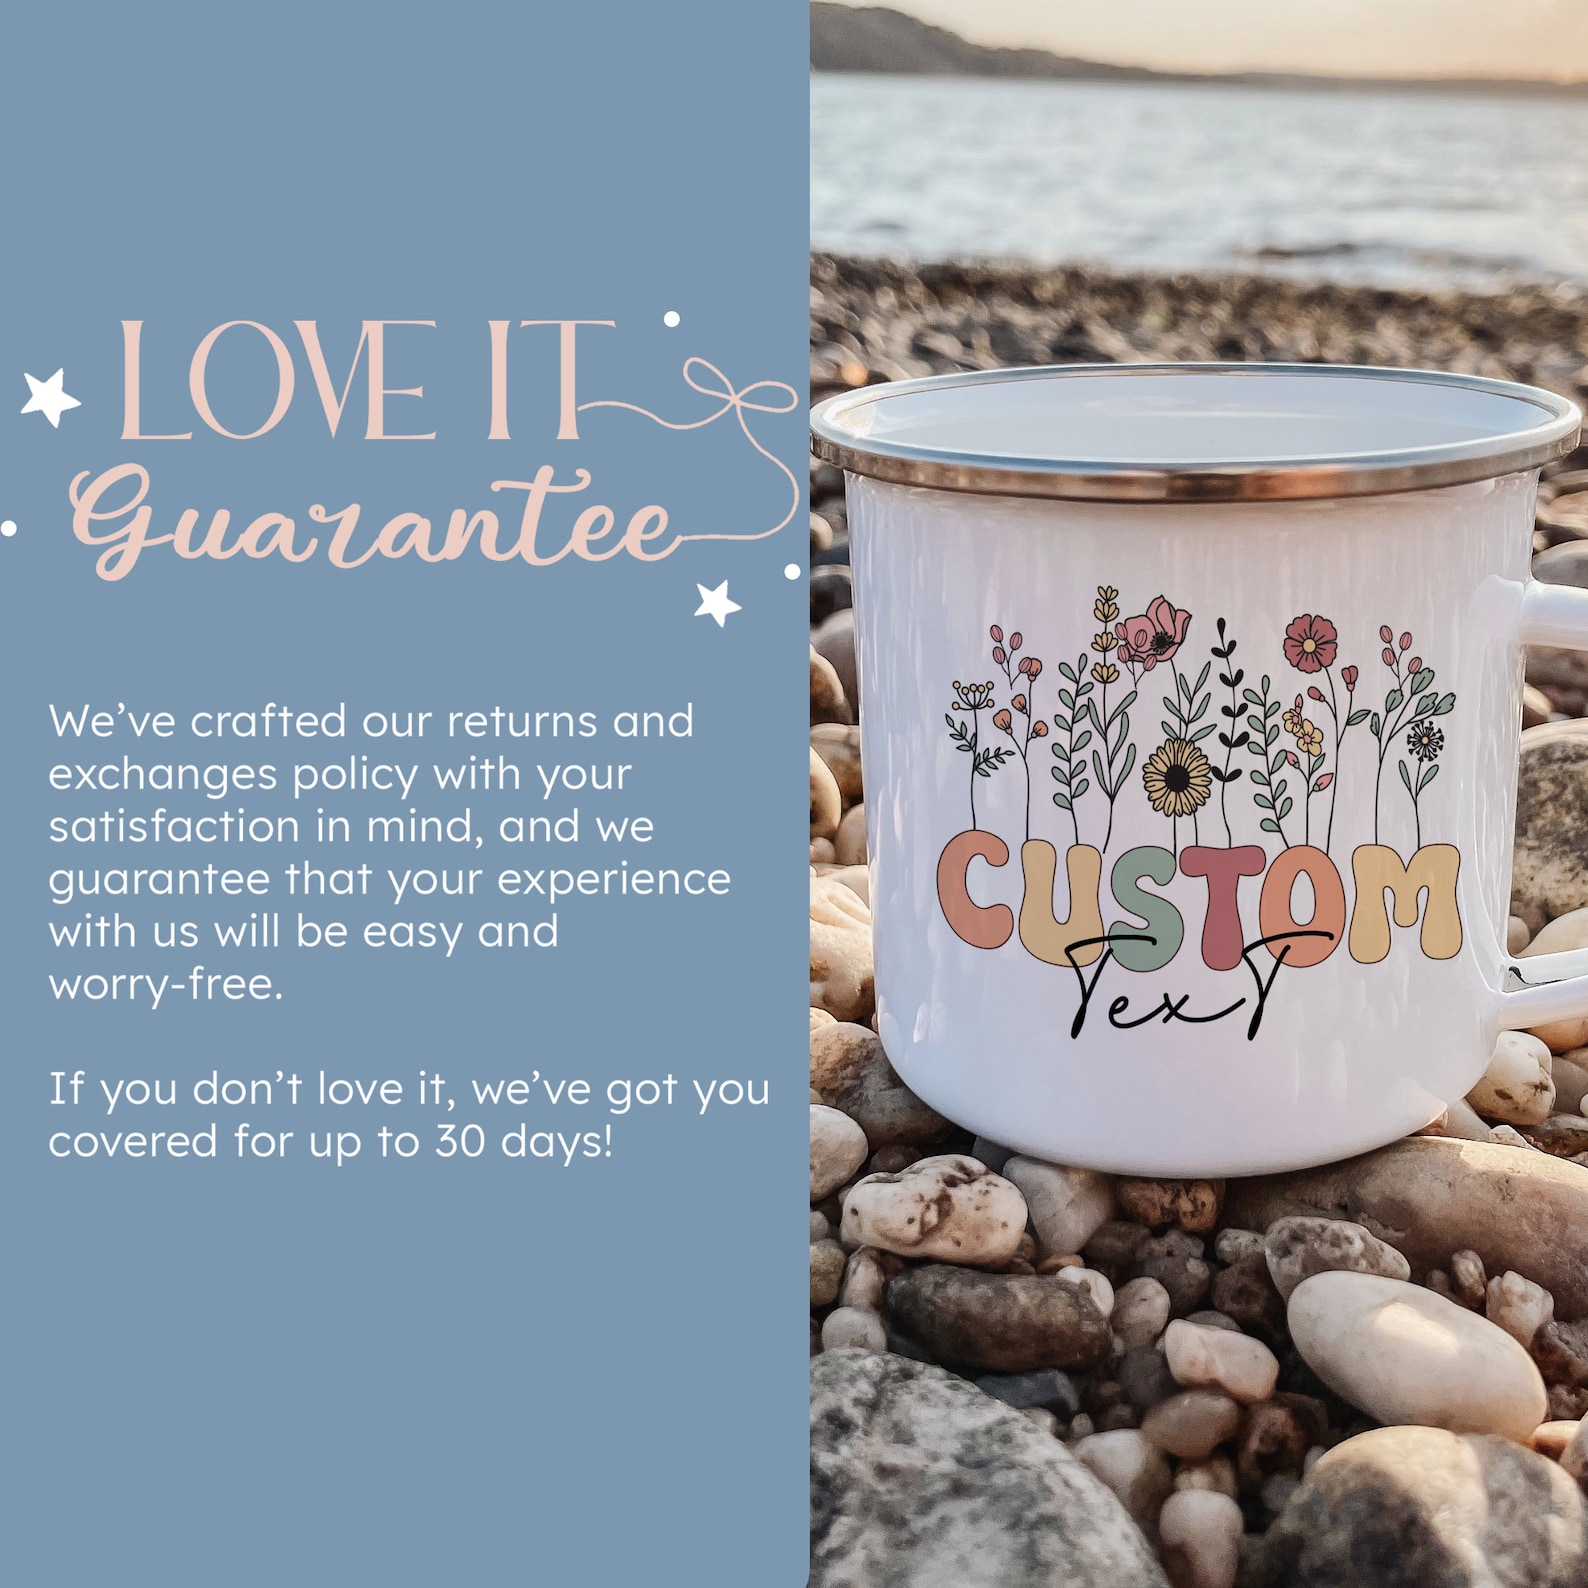 LOVE IT
Guarantee
We’ve crafted our returns and
exchanges policy with your
satisfaction in mind, and we
guarantee that your experience
with us will be easy and
worry-free.
If you don’t love it, we’ve got you
covered for up to 30 days!
CUSTOM
TexT